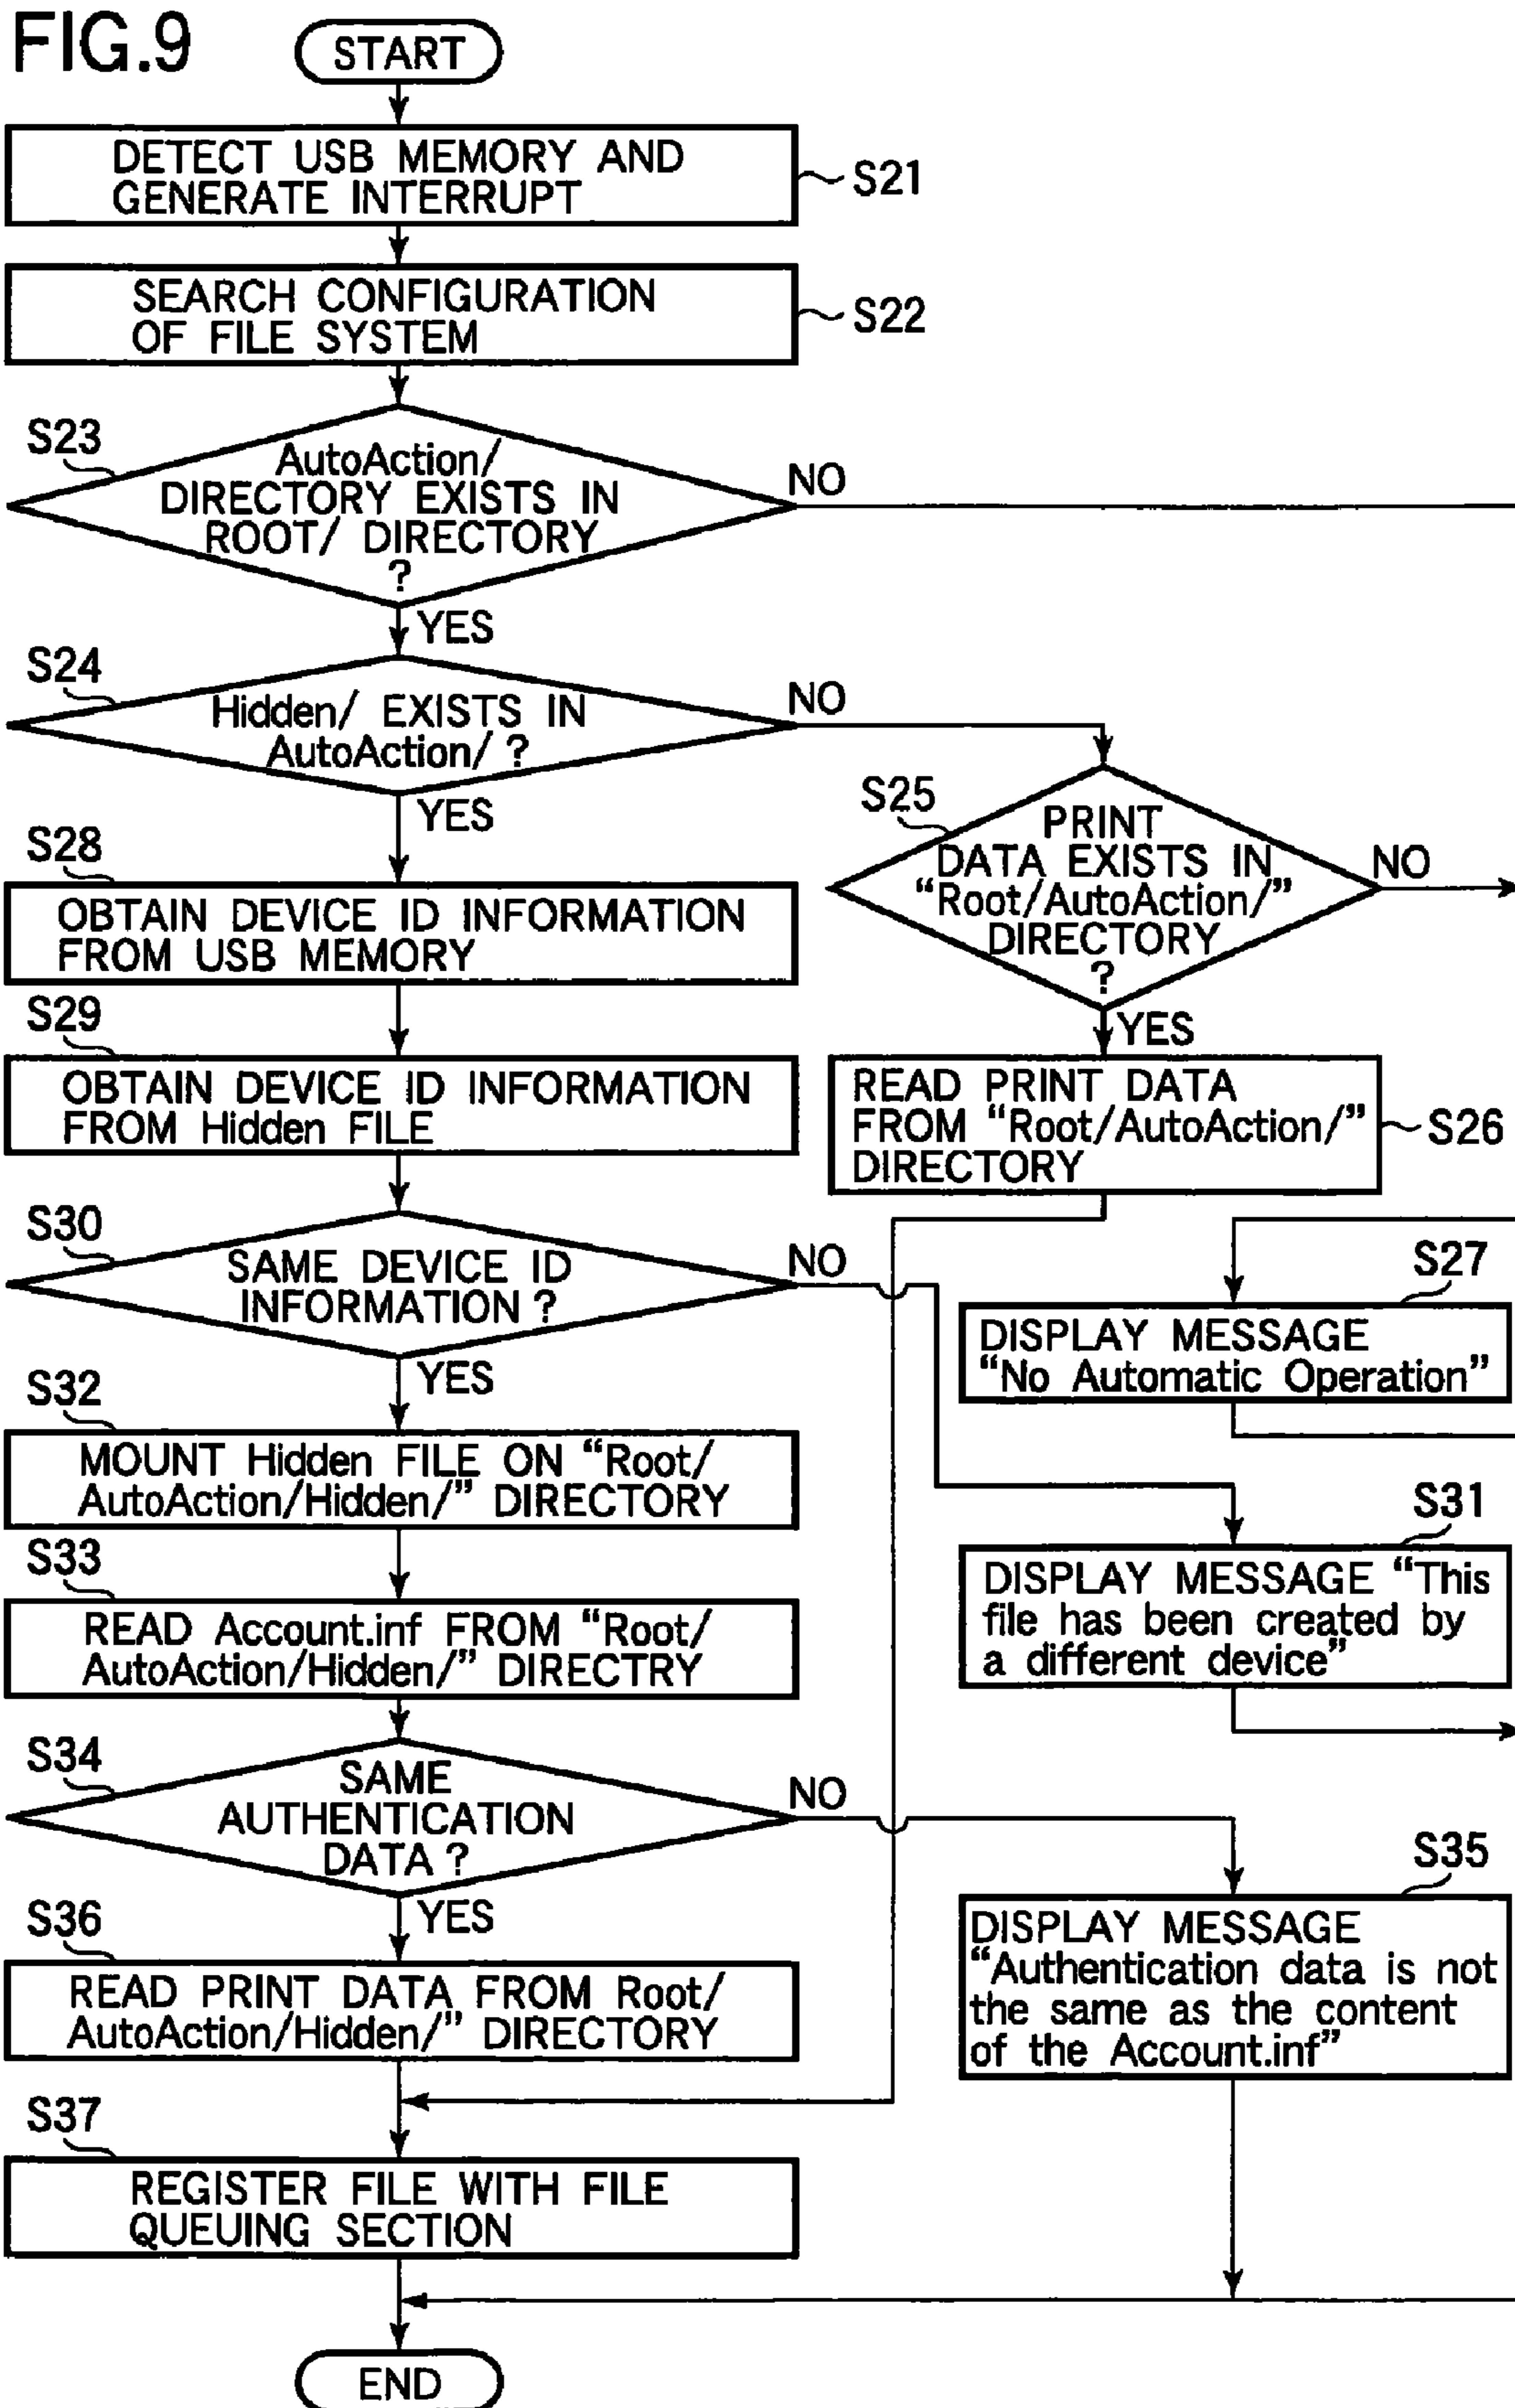 FIG.9
START
DETECT USB MEMORY AND
GENERATE INTERRUPT
S21
SEARCH CONFIGURATION
OF FILE SYSTEM
S22
S23
AutoAction/
DIRECTORY EXISTS IN
ROOT/ DIRECTORY
?
NO
YES
S24
Hidden/ EXISTS IN
AutoAction/ ?
NO
YES
S25
PRINT
DATA EXISTS IN
“Root/AutoAction/”
DIRECTORY
?
NO
YES
S28
OBTAIN DEVICE ID INFORMATION
FROM USB MEMORY
S29
OBTAIN DEVICE ID INFORMATION
FROM Hidden FILE
READ PRINT DATA
FROM “Root/AutoAction/”
DIRECTORY
S26
S30
SAME DEVICE ID
INFORMATION ?
NO
YES
S27
DISPLAY MESSAGE
“No Automatic Operation”
S32
MOUNT Hidden FILE ON “Root/
AutoAction/Hidden/” DIRECTORY
S31
DISPLAY MESSAGE “This
file has been created by
a different device”
S33
READ Account.inf FROM “Root/
AutoAction/Hidden/” DIRECTRY
S34
SAME
AUTHENTICATION
DATA ?
NO
YES
S35
DISPLAY MESSAGE
“Authentication data is not
the same as the content
of the Account.inf”
S36
READ PRINT DATA FROM Root/
AutoAction/Hidden/” DIRECTORY
S37
REGISTER FILE WITH FILE
QUEUING SECTION
END